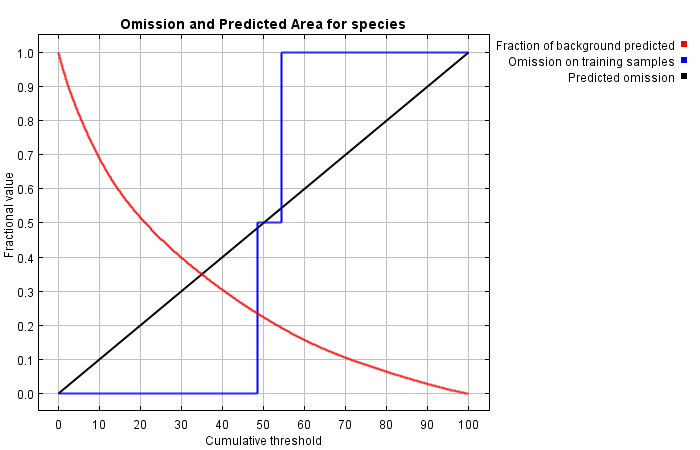 Omission and Predicted Area for species
Fraction of background predicted
Omission on training samples
Predicted omission
Fractional value
1.0
0.9
0.8
0.7
0.6
0.5
0.4
0.3
0.2
0.1
0.0
0 10 20 30 40 50 60 70 80 90 100
Cumulative threshold